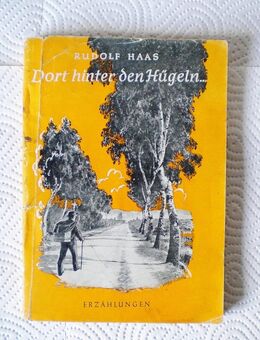 RUDOLF HAAS
Dort hinter den Hügeln...
ERZÄHLUNGEN